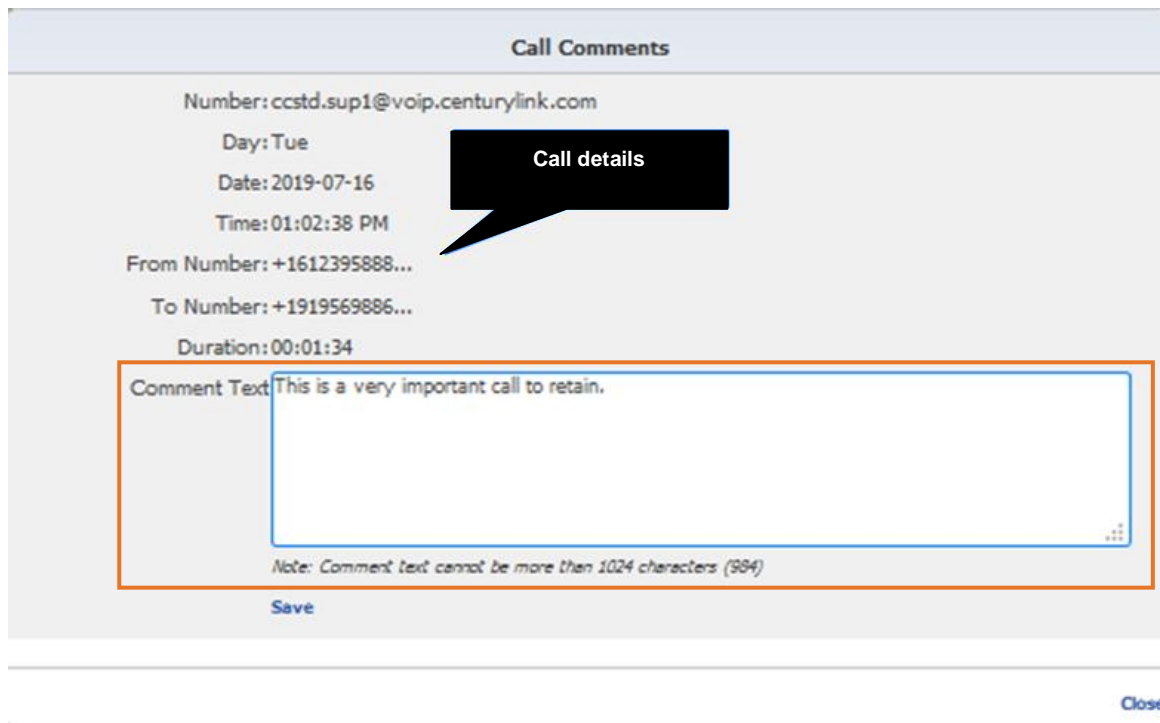 Call Comments
Number: ccstd.sup1@voip.centurylink.com
Day: Tue
Call details
Date: 2019-07-16
Time: 01:02:38 PM
From Number: +1612395888...
To Number: +1919569886...
Duration: 00:01:34
Comment Text This is a very important call to retain.
Note: Comment text cannot be more than 1024 characters (984)
Save
Close